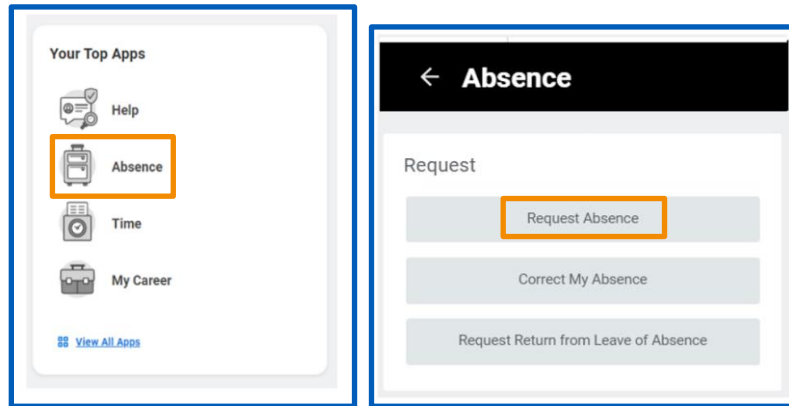 Your Top Apps
Help
Absence
Time
My Career
View All Apps
Absence
Request
Request Absence
Correct My Absence
Request Return from Leave of Absence